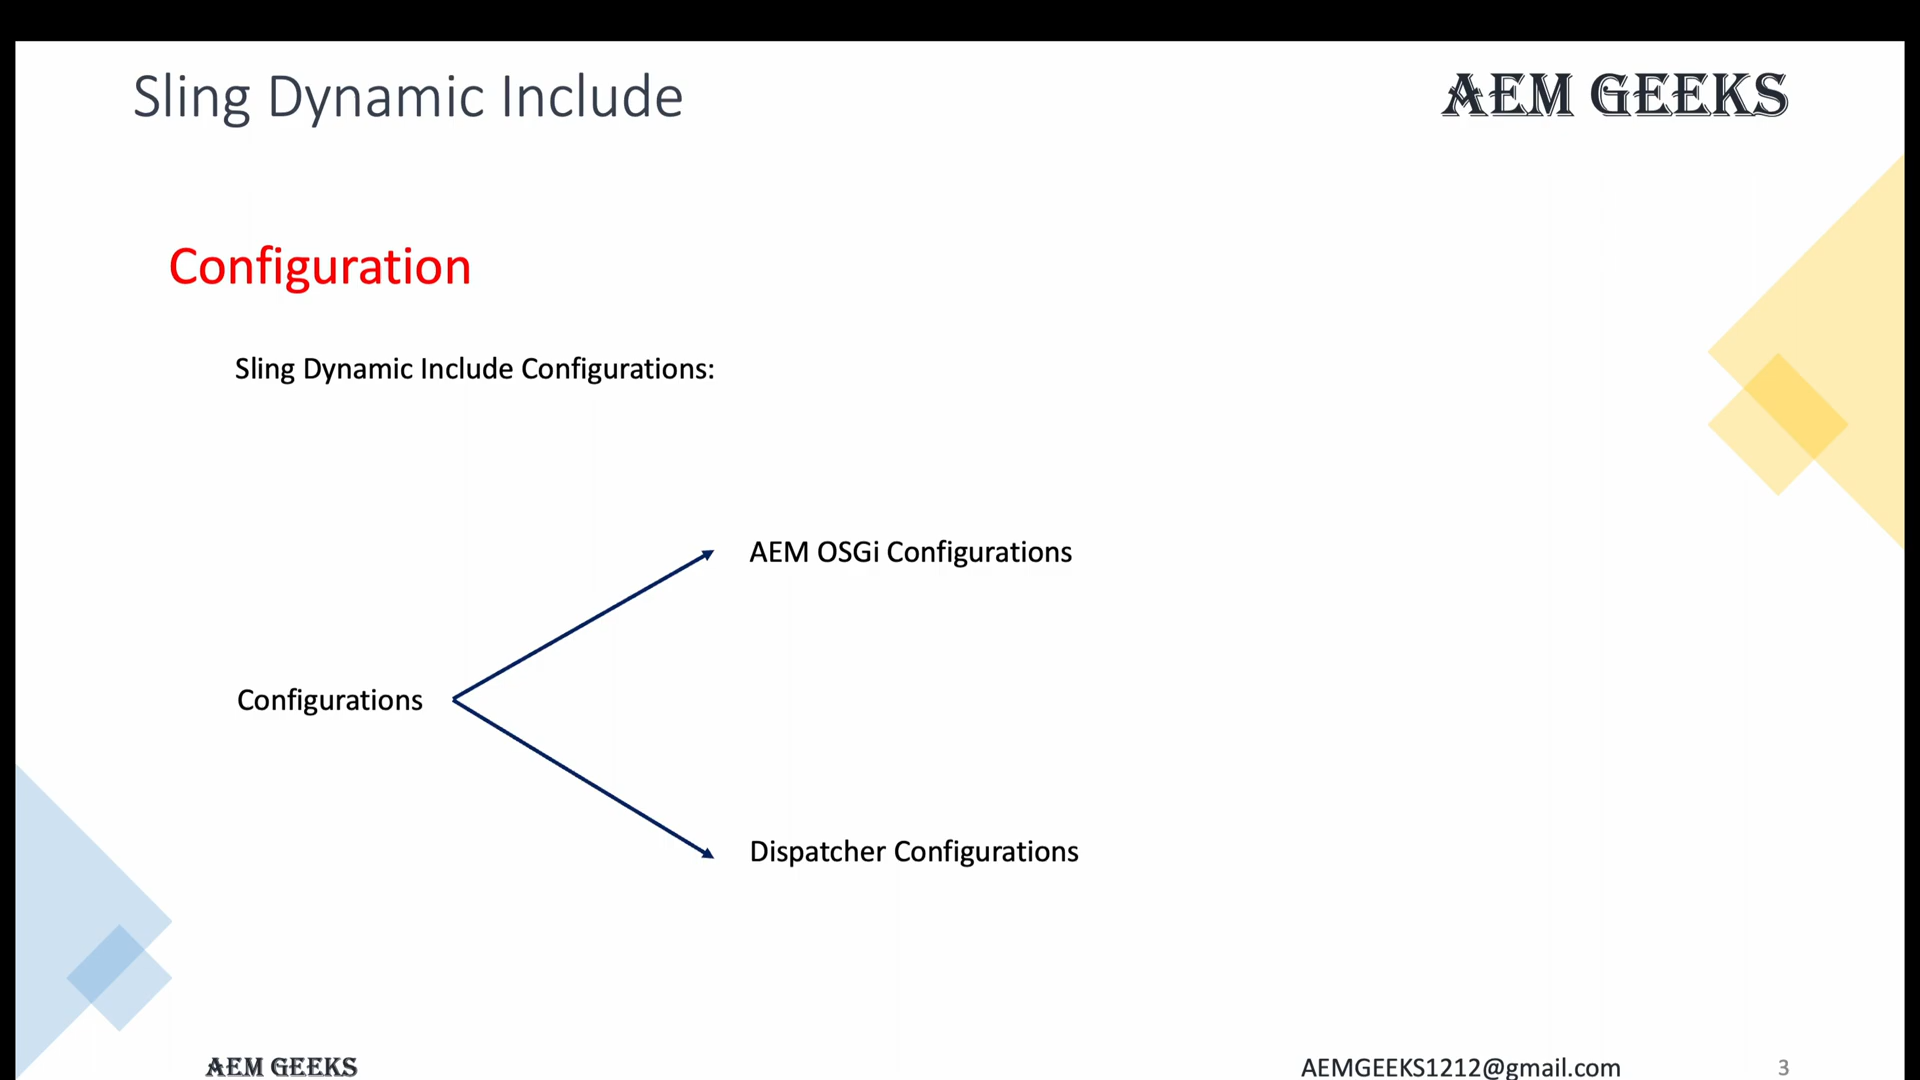 Sling Dynamic Include
AEM GEEKS
Configuration
Sling Dynamic Include Configurations:
AEM OSGi Configurations
Configurations
Dispatcher Configurations
AEM GEEKS
AEMGEEKS1212@gmail.com
3